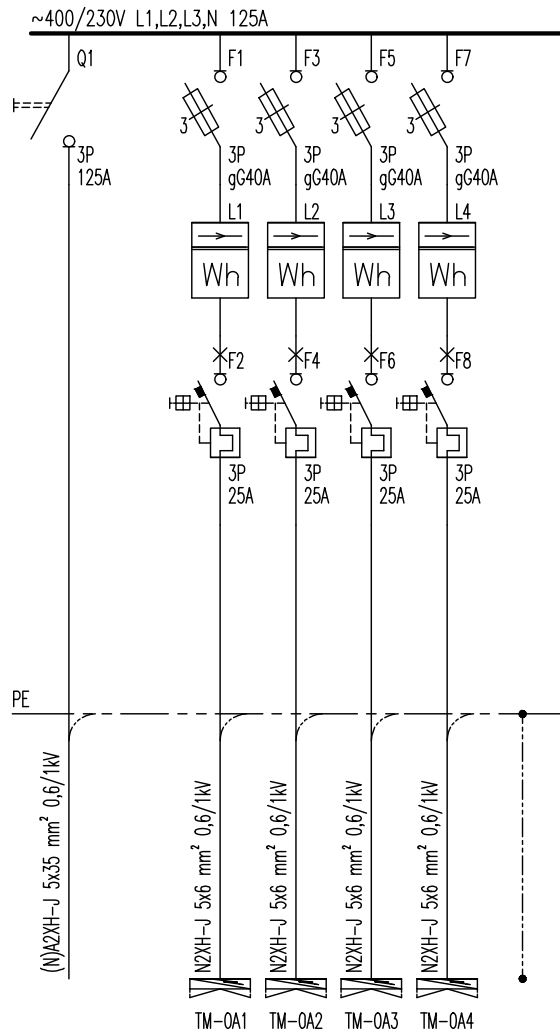 ~400/230V L1,L2,L3,N 125A
Q1 F1 F3 F5 F7
3 3 3 3
3P 3P 3P 3P 3P
125A gG40A gG40A gG40A gG40A
L1 L2 L3 L4
Wh Wh Wh Wh
F2 F4 F6 F8
3P 3P 3P 3P
25A 25A 25A 25A
PE
(N)A2XH-J 5x35 mm² 0,6/1kV
N2XH-J 5x6 mm² 0,6/1kV
N2XH-J 5x6 mm² 0,6/1kV
N2XH-J 5x6 mm² 0,6/1kV
N2XH-J 5x6 mm² 0,6/1kV
TM-0A1 TM-0A2 TM-0A3 TM-0A4